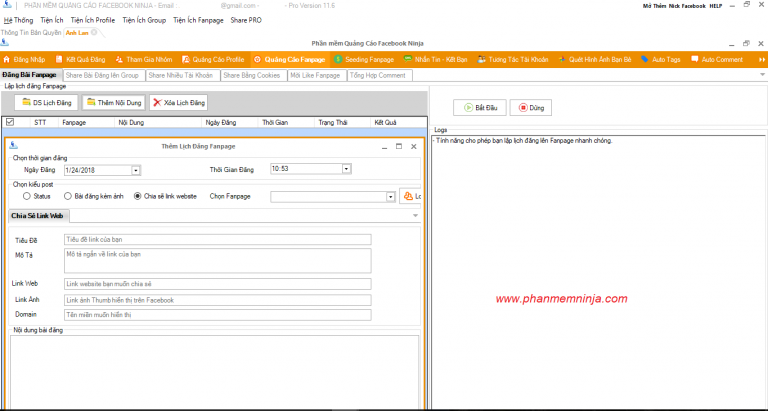 PHẦN MỀM QUẢNG CÁO FACEBOOK NINJA - Email : @gmail.com - - Pro Version 11.6
Hệ Thống Tiện Ích Tiện Ích Profile Tiện Ích Group Tiện Ích Fanpage Share PRO Mở Thêm Nick Facebook HELP
Thông Tin Bản Quyền Anh Lan
Phần mềm Quảng Cáo Facebook Ninja
Đăng Nhập Kết Quả Đăng Tham Gia Nhóm Quảng Cáo Profile Quảng Cáo Fanpage Seeding Fanpage Nhắn Tin - Kết Bạn Tương Tác Tài Khoản Quét Hình Ảnh Bạn Bè Auto Tags Auto Comment
Đăng Bài Fanpage Share Bài Đăng lên Group Share Nhiều Tài Khoản Share Bằng Cookies Mời Like Fanpage Tổng Hợp Comment
Lập lịch đăng Fanpage
DS Lịch Đăng Thêm Nội Dung Xóa Lịch Đăng Bắt Đầu Dừng
STT Fanpage Nội Dung Ngày Đăng Thời Gian Trạng Thái Kết Quả
Logs
- Tính năng cho phép bạn lập lịch đăng lên Fanpage nhanh chóng.
Thêm Lịch Đăng Fanpage
Chọn thời gian đăng
Ngày Đăng 1/24/2018 Thời Gian Đăng 10:53
Chọn kiểu post
Status Bài đăng kèm ảnh Chia sẽ link website Chọn Fanpage Lo
Chia Sẽ Link Web
Tiêu Đề Tiêu đề link của bạn
Mô Tả Mô tả ngắn về link của bạn
Link Web Link website bạn muốn chia sẽ
Link Ảnh Link ảnh Thumb hiển thị trên Facebook
Domain Tên miền muốn hiển thị
Nội dung bài đăng
www.phanmemninja.com